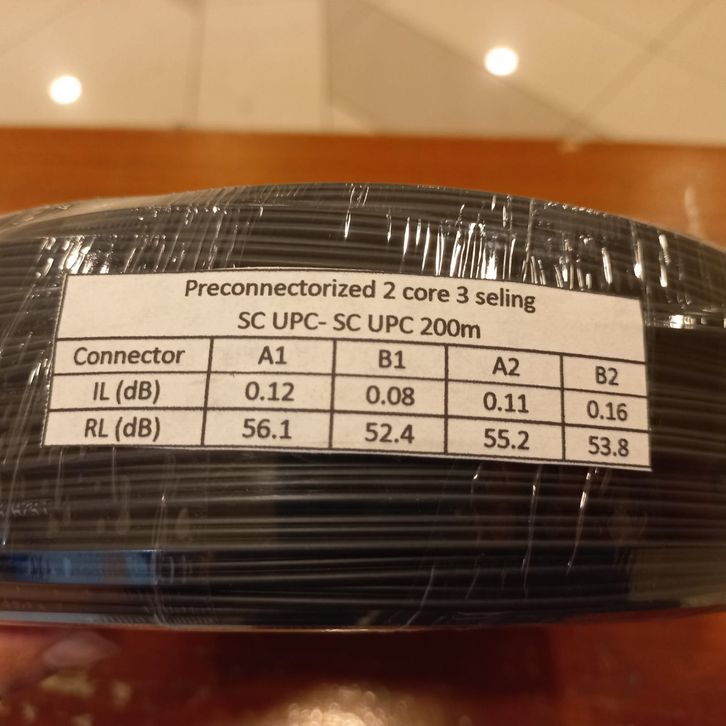 Preconnectorized 2 core 3 seling
SC UPC- SC UPC 200m
Connector A1 B1 A2 B2
IL (dB) 0.12 0.08 0.11 0.16
RL (dB) 56.1 52.4 55.2 53.8